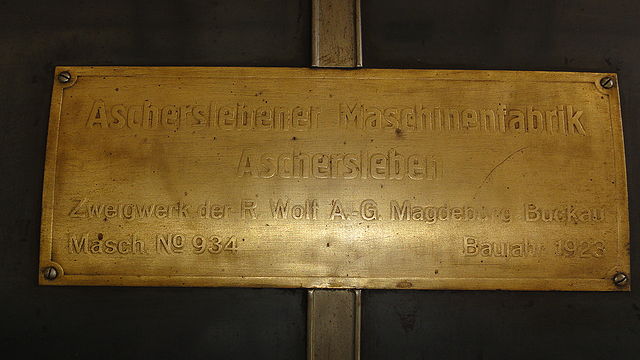 Ascherslebener Maschinenfabrik
Aschersleben
Zweigwerk der R. Wolf A.-G. Magdeburg Buckau
Masch. No 934
Baujahr 1923